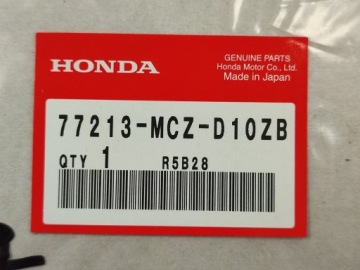 HONDA
GENUINE PARTS
Honda Motor Co., Ltd.
Made in Japan
77213-MCZ-D10ZB
QTY 1 R5B28